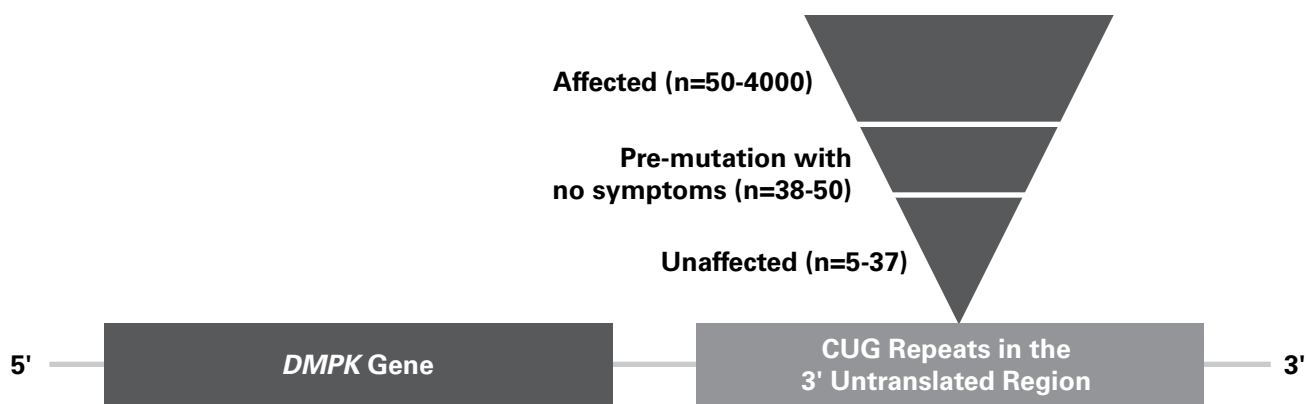 Affected (n=50-4000)
Pre-mutation with
no symptoms (n=38-50)
Unaffected (n=5-37)
5'
DMPK Gene
CUG Repeats in the
3' Untranslated Region
3'